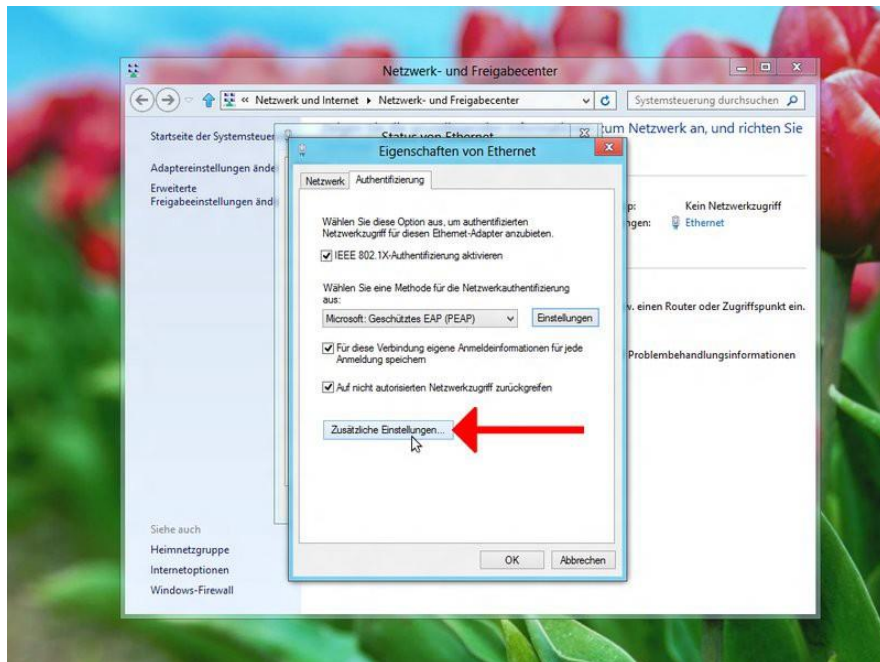 Netzwerk- und Freigabecenter
« Netzwerk und Internet ▸ Netzwerk- und Freigabecenter
Systemsteuerung durchsuchen
Startseite der Systemsteuer
Adaptereinstellungen ände
Erweiterte
Freigabeeinstellungen änd
Siehe auch
Heimnetzgruppe
Internetoptionen
Windows-Firewall
Status von Ethernet
zum Netzwerk an, und richten Sie
Kein Netzwerkzugriff
ngen: Ethernet
einen Router oder Zugriffspunkt ein.
Problembehandlungsinformationen
Eigenschaften von Ethernet
Netzwerk Authentifizierung
Wählen Sie diese Option aus, um authentifizierten
Netzwerkzugriff für diesen Ethernet-Adapter anzubieten.
IEEE 802.1X-Authentifizierung aktivieren
Wählen Sie eine Methode für die Netzwerkauthentifizierung
aus:
Microsoft: Geschütztes EAP (PEAP) Einstellungen
Für diese Verbindung eigene Anmeldeinformationen für jede
Anmeldung speichern
Auf nicht autorisierten Netzwerkzugriff zurückgreifen
Zusätzliche Einstellungen...
OK Abbrechen